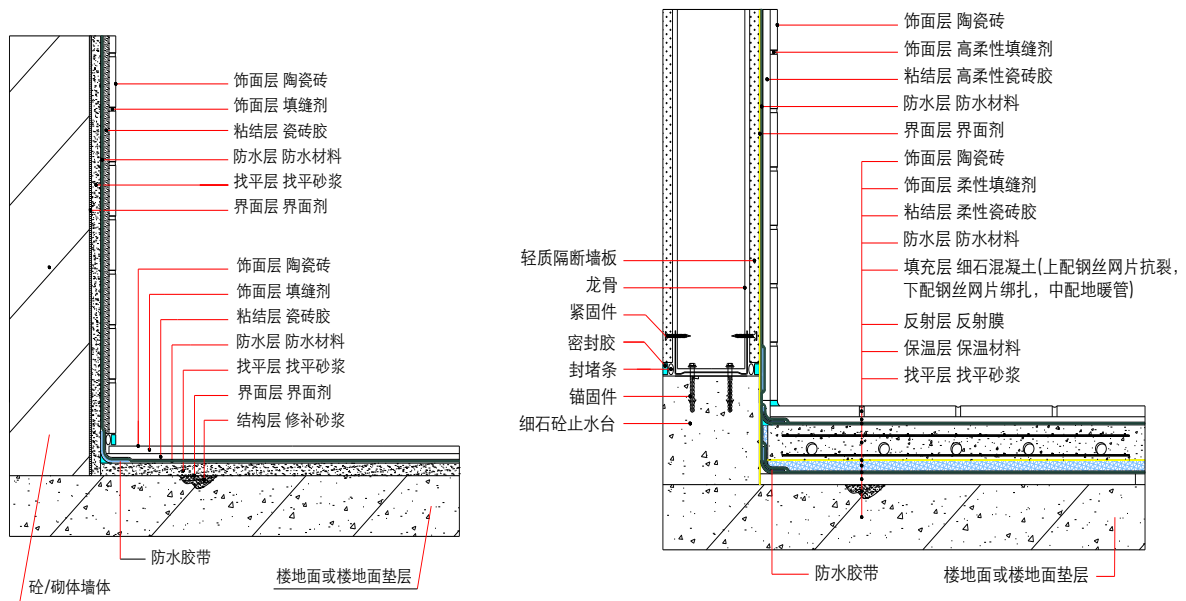 饰面层 陶瓷砖
饰面层 填缝剂
粘结层 瓷砖胶
防水层 防水材料
找平层 找平砂浆
界面层 界面剂
饰面层 陶瓷砖
饰面层 填缝剂
粘结层 瓷砖胶
防水层 防水材料
找平层 找平砂浆
界面层 界面剂
结构层 修补砂浆
防水胶带
砼/砌体墙体
楼地面或楼地面垫层
饰面层 陶瓷砖
饰面层 高柔性填缝剂
粘结层 高柔性瓷砖胶
防水层 防水材料
界面层 界面剂
饰面层 陶瓷砖
饰面层 柔性填缝剂
粘结层 柔性瓷砖胶
防水层 防水材料
填充层 细石混凝土(上配钢丝网片抗裂，
下配钢丝网片绑扎，中配地暖管)
反射层 反射膜
保温层 保温材料
找平层 找平砂浆
轻质隔断墙板
龙骨
紧固件
密封胶
封堵条
锚固件
细石砼止水台
防水胶带
楼地面或楼地面垫层